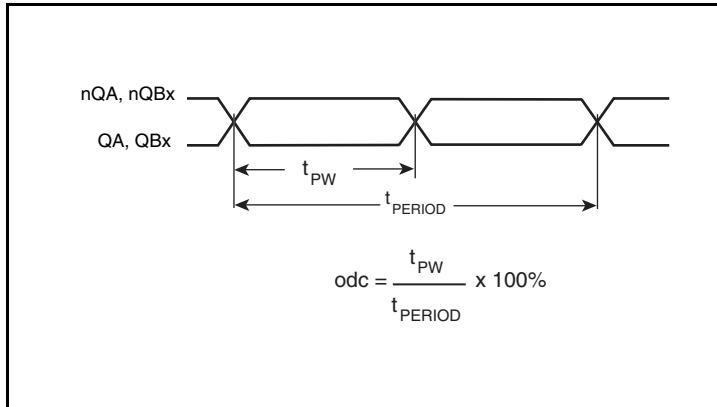 nQA, nQBx
QA, QBx
tPW
tPERIOD
odc = tPW / tPERIOD x 100%